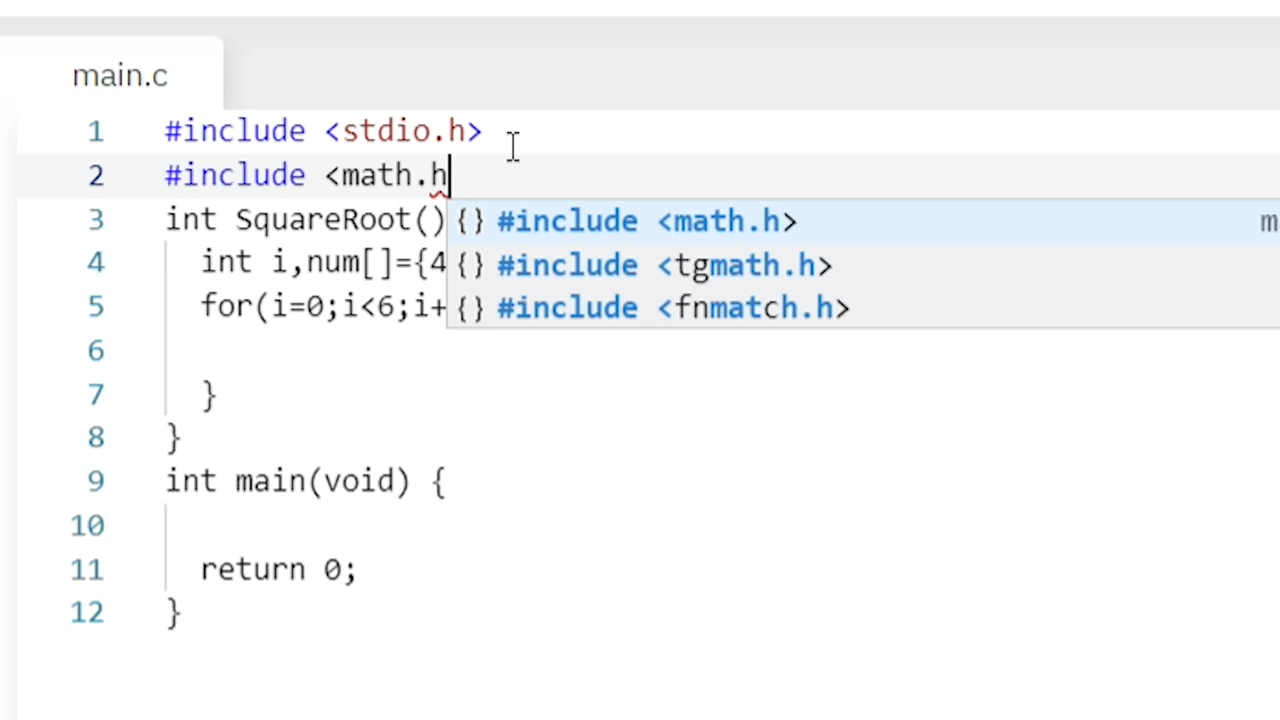 main.c
1 #include <stdio.h>
2 #include <math.h
3 int SquareRoot() {} #include <math.h> m
4 int i,num[]={4 {} #include <tgmath.h>
5 for(i=0;i<6;i+ {} #include <fnmatch.h>
6
7 }
8 }
9 int main(void) {
10
11 return 0;
12 }